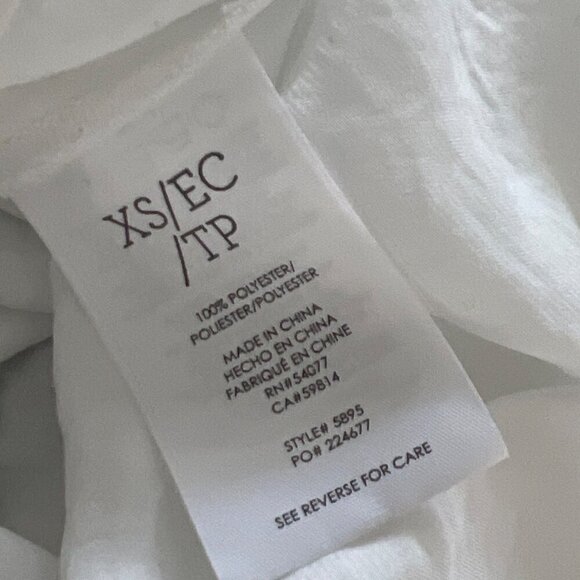 XS/EC
/TP
100% POLYESTER/
POLIESTER/POLYESTER
MADE IN CHINA
HECHO EN CHINA
FABRIQUÉ EN CHINE
RN#54077
CA#59814
STYLE# 5895
PO# 224677
SEE REVERSE FOR CARE